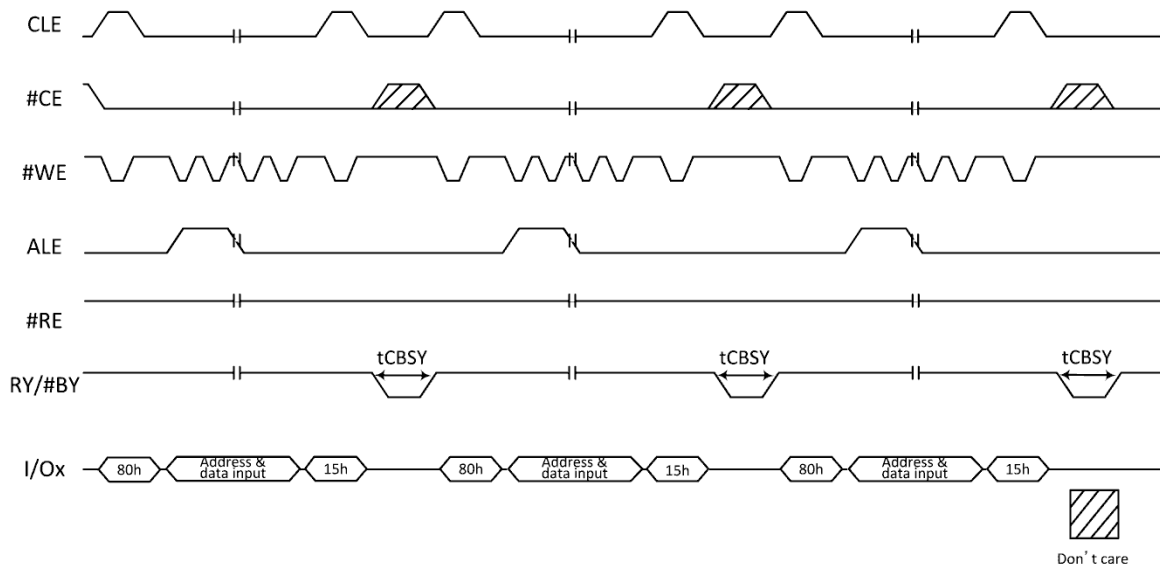 CLE
#CE
#WE
ALE
#RE
tCBSY tCBSY tCBSY
RY/#BY
I/Ox 80h Address & data input 15h 80h Address & data input 15h 80h Address & data input 15h
Don't care